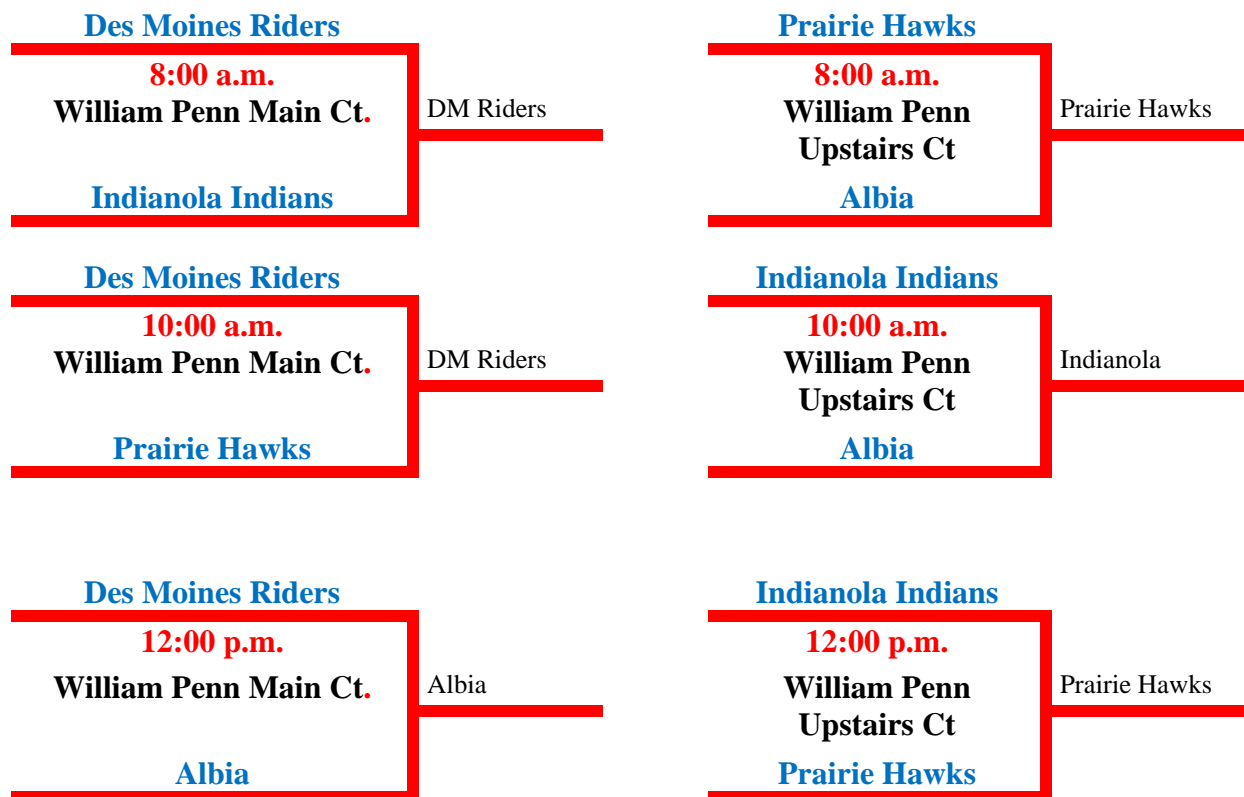 Des Moines Riders
8:00 a.m.
William Penn Main Ct.
DM Riders
Indianola Indians
Prairie Hawks
8:00 a.m.
William Penn
Upstairs Ct
Prairie Hawks
Albia
Des Moines Riders
10:00 a.m.
William Penn Main Ct.
DM Riders
Prairie Hawks
Indianola Indians
10:00 a.m.
William Penn
Upstairs Ct
Indianola
Albia
Des Moines Riders
12:00 p.m.
William Penn Main Ct.
Albia
Albia
Indianola Indians
12:00 p.m.
William Penn
Upstairs Ct
Prairie Hawks
Prairie Hawks